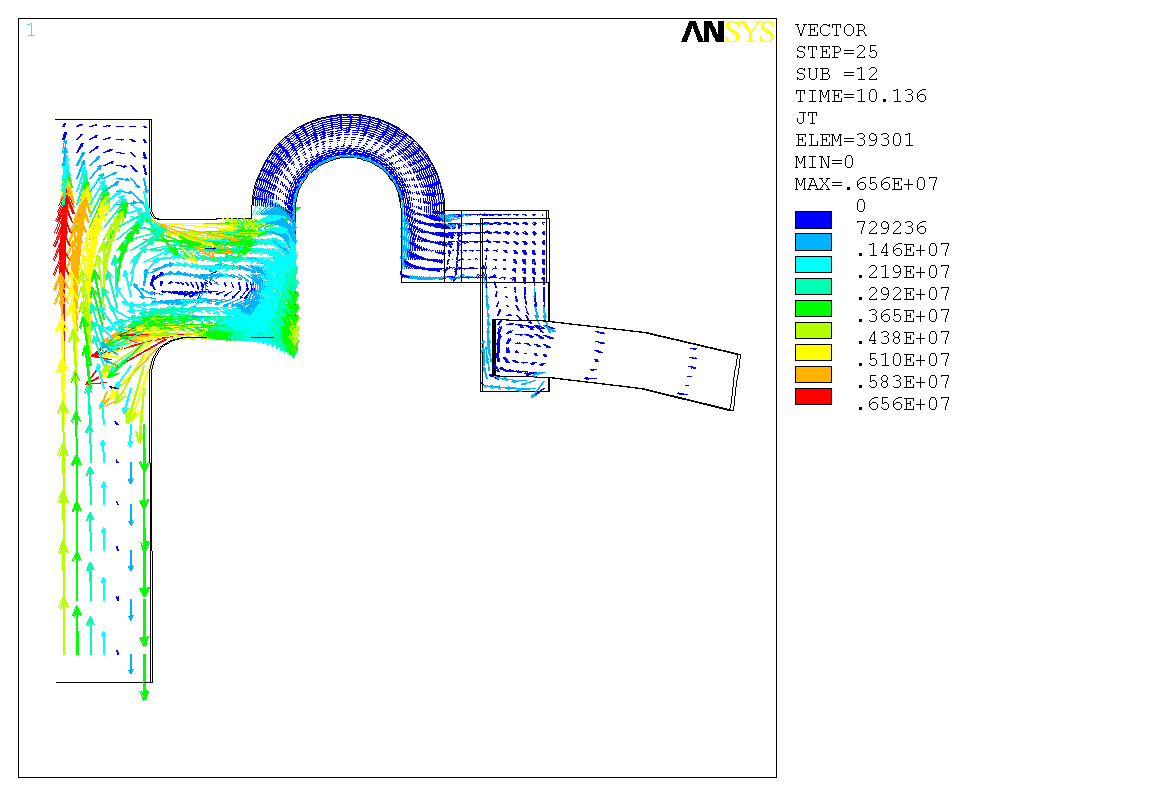 1
ANSYS
VECTOR
STEP=25
SUB =12
TIME=10.136
JT
ELEM=39301
MIN=0
MAX=.656E+07
0
729236
.146E+07
.219E+07
.292E+07
.365E+07
.438E+07
.510E+07
.583E+07
.656E+07